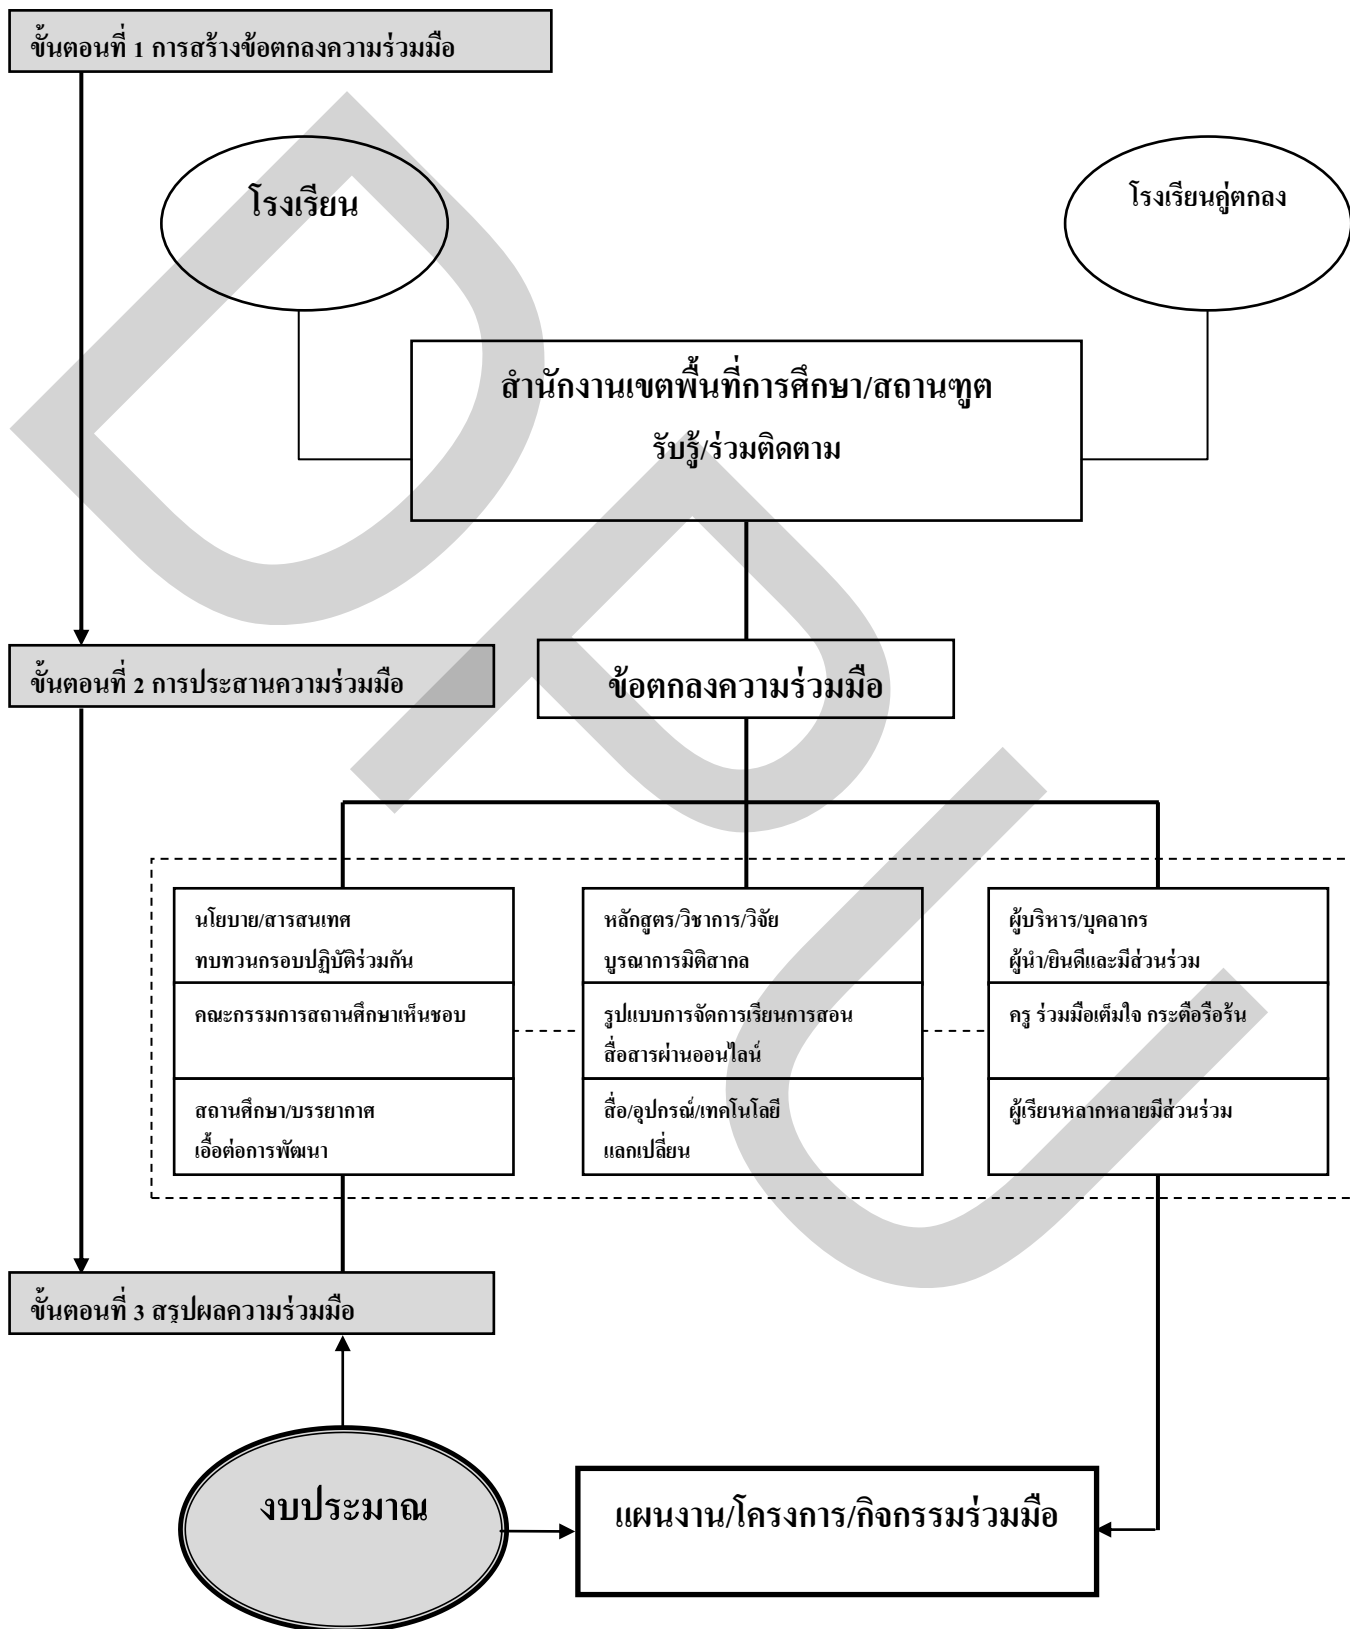 ขั้นตอนที่ 1 การสร้างข้อตกลงความร่วมมือ
โรงเรียน
โรงเรียนคู่ตกลง
สำนักงานเขตพื้นที่การศึกษา/สถานฑูต
รับรู้/ร่วมติดตาม
ขั้นตอนที่ 2 การประสานความร่วมมือ
ข้อตกลงความร่วมมือ
นโยบาย/สารสนเทศ
ทบทวนกรอบปฏิบัติร่วมกัน
คณะกรรมการสถานศึกษาเห็นชอบ
สถานศึกษา/บรรยากาศ
เอื้อต่อการพัฒนา
หลักสูตร/วิชาการ/วิจัย
บูรณาการมิติสากล
รูปแบบการจัดการเรียนการสอน
สื่อสารผ่านออนไลน์
สื่อ/อุปกรณ์/เทคโนโลยี
แลกเปลี่ยน
ผู้บริหาร/บุคลากร
ผู้นำ/ยินดีและมีส่วนร่วม
ครู ร่วมมือเต็มใจ กระตือรือร้น
ผู้เรียนหลากหลายมีส่วนร่วม
ขั้นตอนที่ 3 สรุปผลความร่วมมือ
งบประมาณ
แผนงาน/โครงการ/กิจกรรมร่วมมือ
DPU